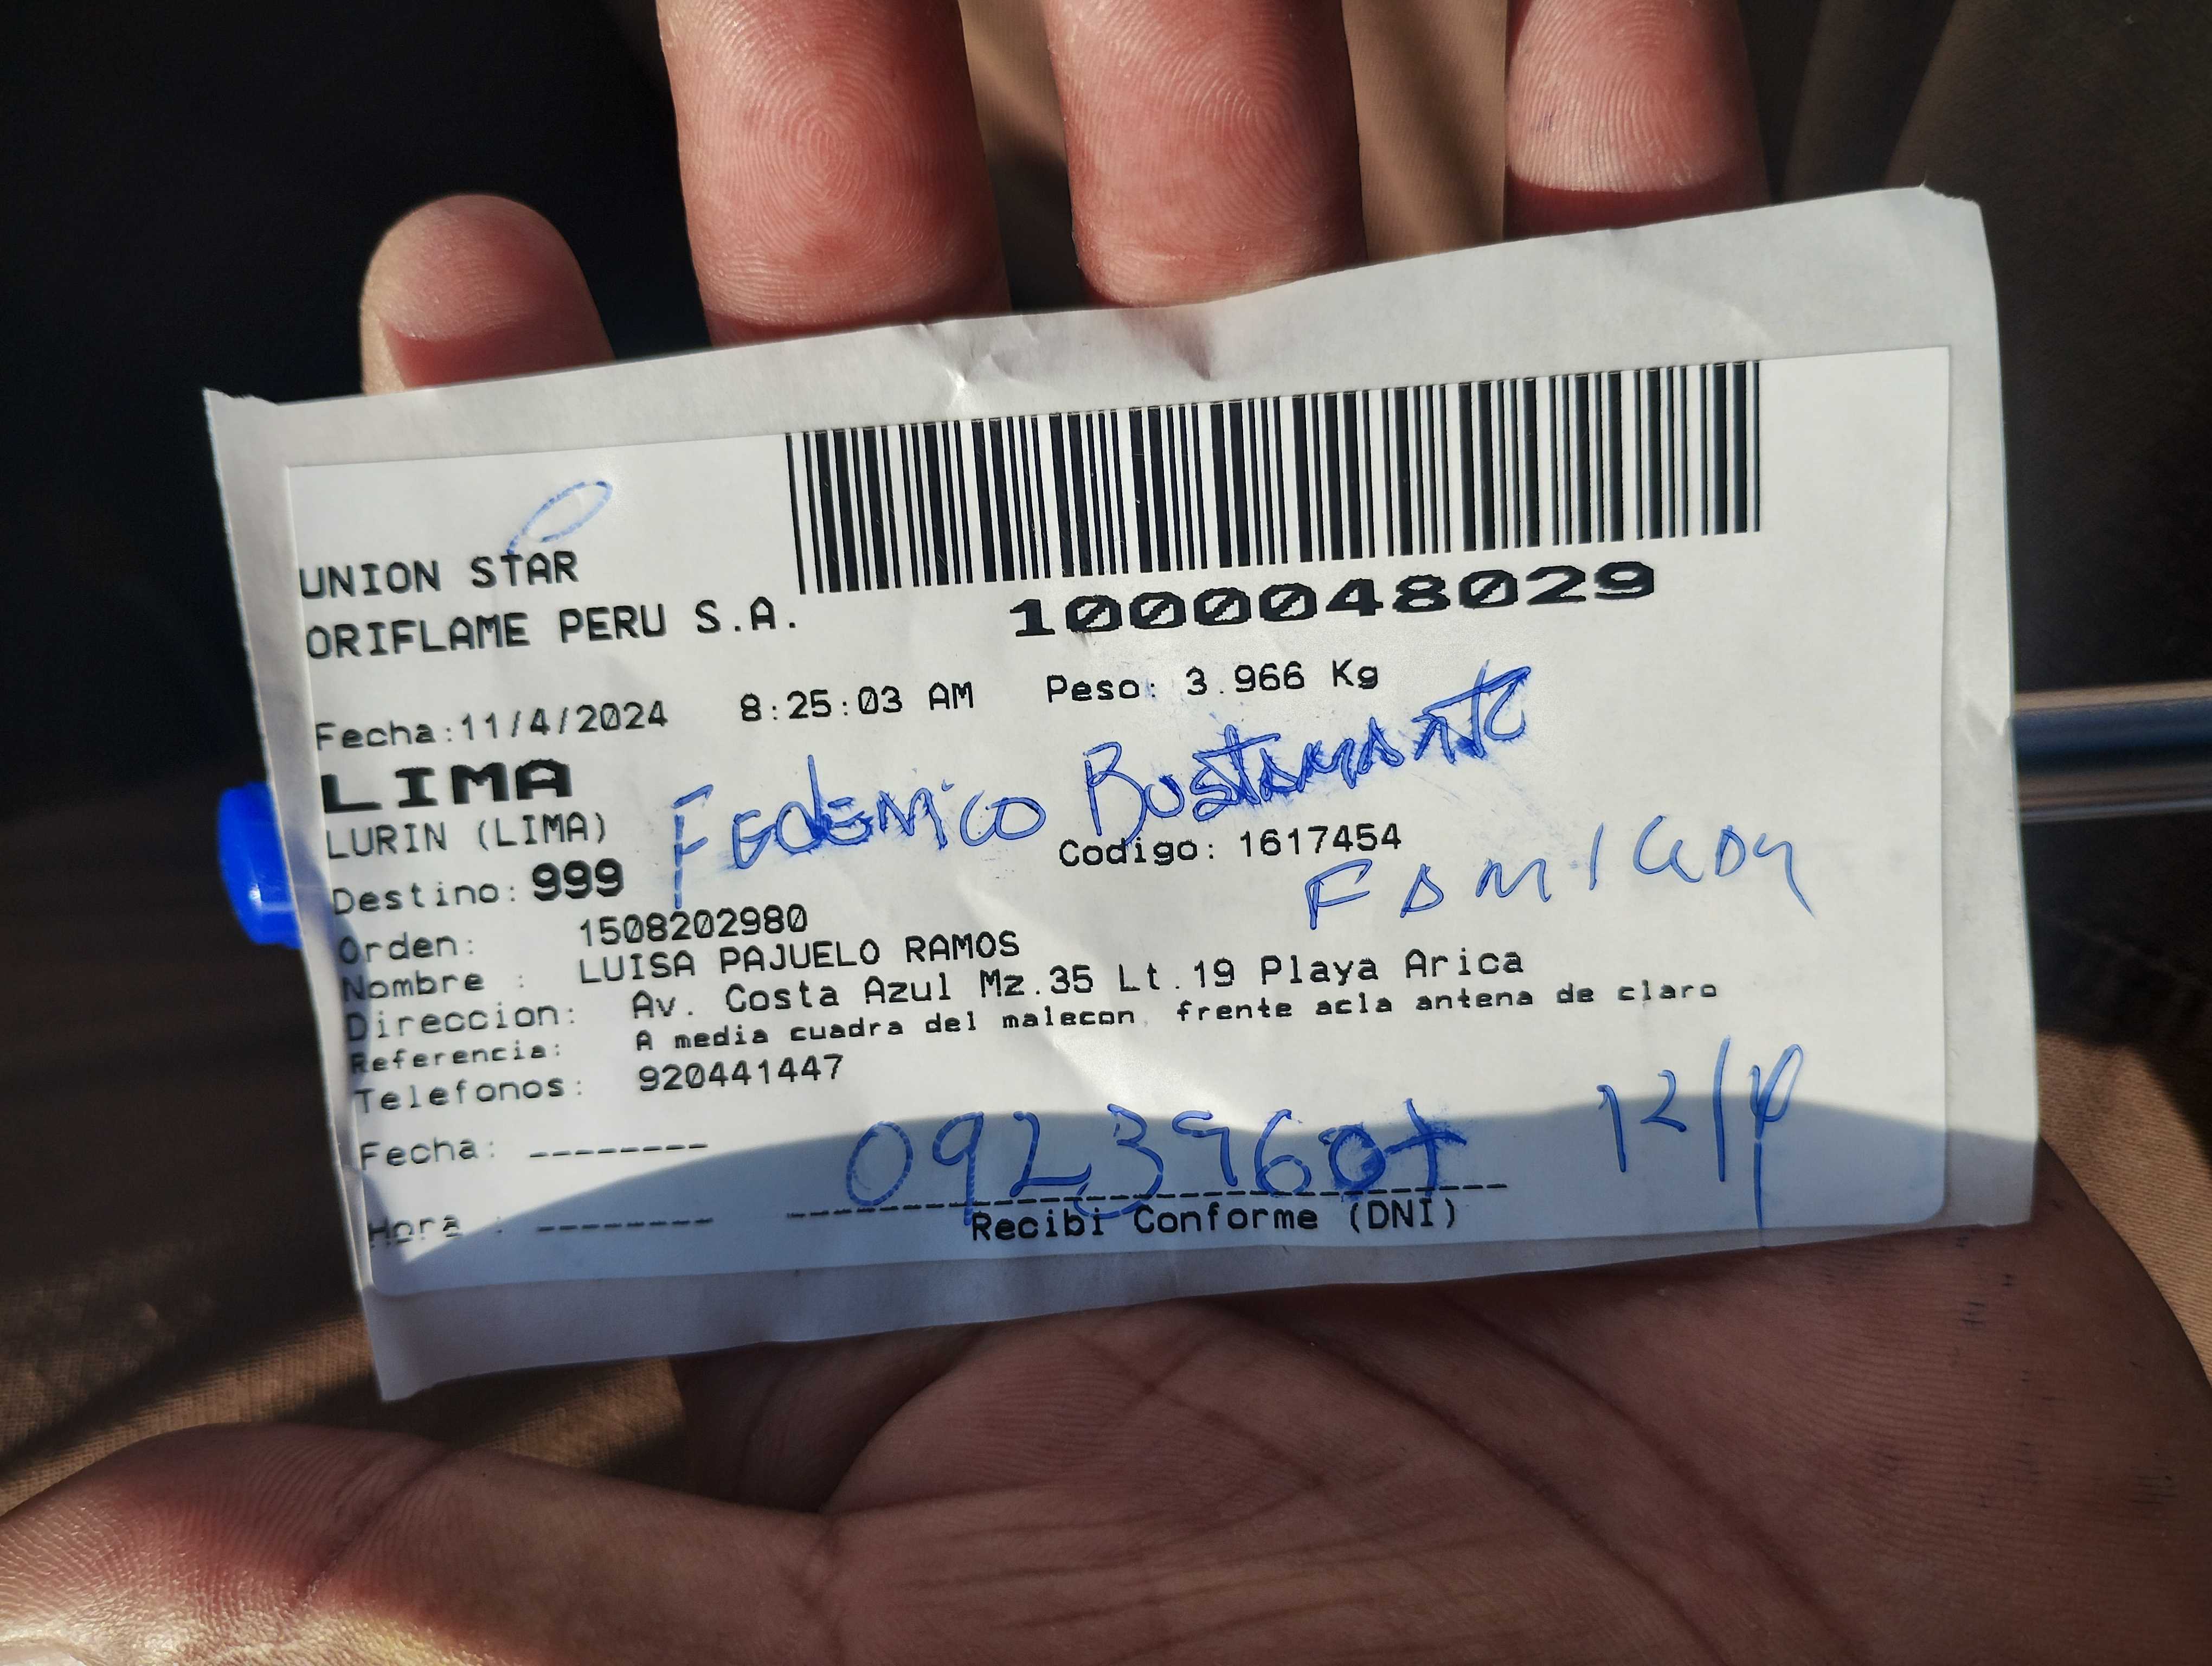 UNION STAR
ORIFLAME PERU S.A.
1000048029
Fecha:11/4/2024 8:25:03 AM Peso: 3.966 Kg
LIMA
Federico Bustamante
LURIN (LIMA)
Codigo: 1617454
Destino: 999
Orden: 1508202980
Nombre : LUISA PAJUELO RAMOS
Direccion: Av. Costa Azul Mz.35 Lt.19 Playa Arica
Referencia: A media cuadra del malecon, frente acla antena de claro
Telefonos: 920441447
12/4
Fecha: --------
Hora : --------
Recibi Conforme (DNI)